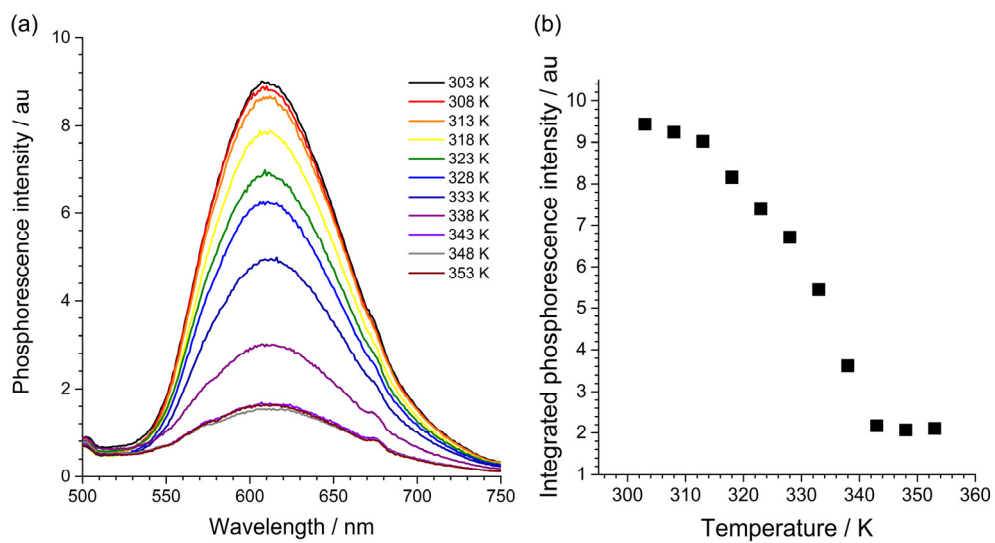 (a)
10
8
6
4
2
0
Phosphorescence intensity / au
500
550
600
650
700
750
Wavelength / nm
303 K
308 K
313 K
318 K
323 K
328 K
333 K
338 K
343 K
348 K
353 K
(b)
10
9
8
7
6
5
4
3
2
1
Integrated phosphorescence intensity / au
300
310
320
330
340
350
360
Temperature / K